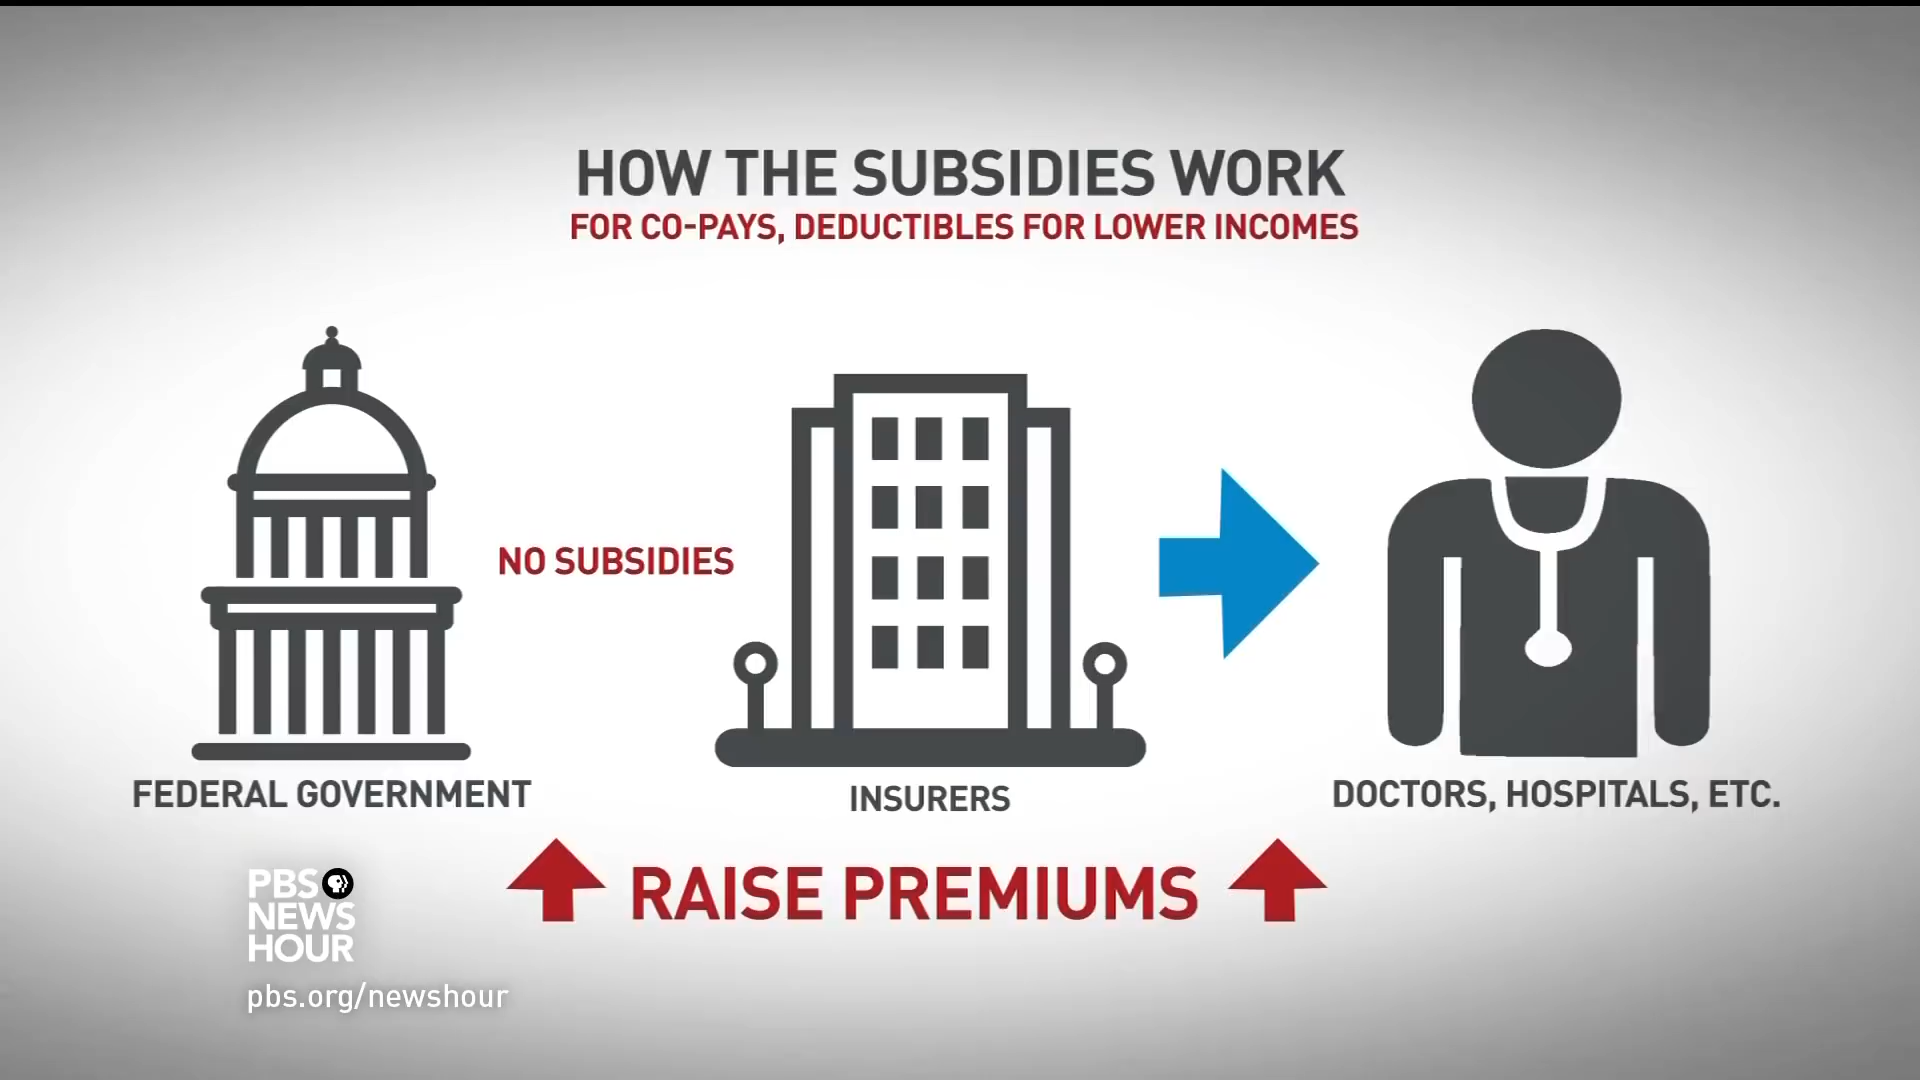 HOW THE SUBSIDIES WORK
FOR CO-PAYS, DEDUCTIBLES FOR LOWER INCOMES
NO SUBSIDIES
FEDERAL GOVERNMENT
INSURERS
DOCTORS, HOSPITALS, ETC.
RAISE PREMIUMS
PBS
NEWS
HOUR
pbs.org/newshour